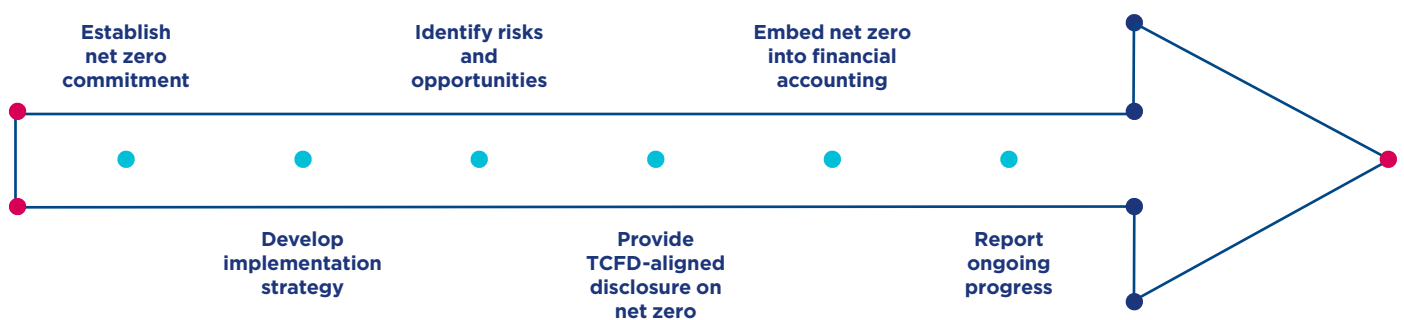 Establish
net zero
commitment
Identify risks
and
opportunities
Embed net zero
into financial
accounting
Develop
implementation
strategy
Provide
TCFD-aligned
disclosure on
net zero
Report
ongoing
progress